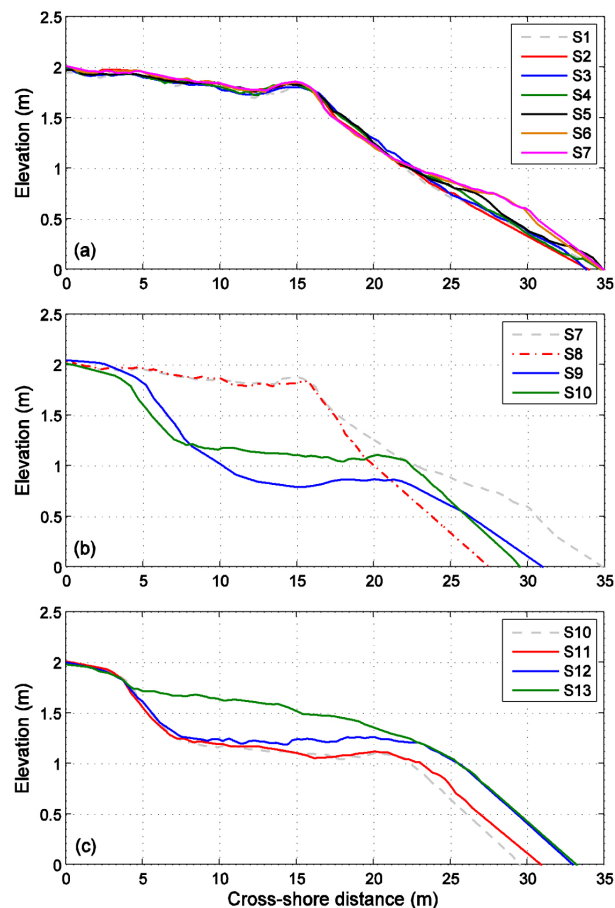 2.5
2
1.5
1
0.5
0
Elevation (m)
(a)
S1
S2
S3
S4
S5
S6
S7
0 5 10 15 20 25 30 35
2.5
2
1.5
1
0.5
0
Elevation (m)
(b)
S7
S8
S9
S10
0 5 10 15 20 25 30 35
2.5
2
1.5
1
0.5
0
Elevation (m)
(c)
S10
S11
S12
S13
0 5 10 15 20 25 30 35
Cross-shore distance (m)